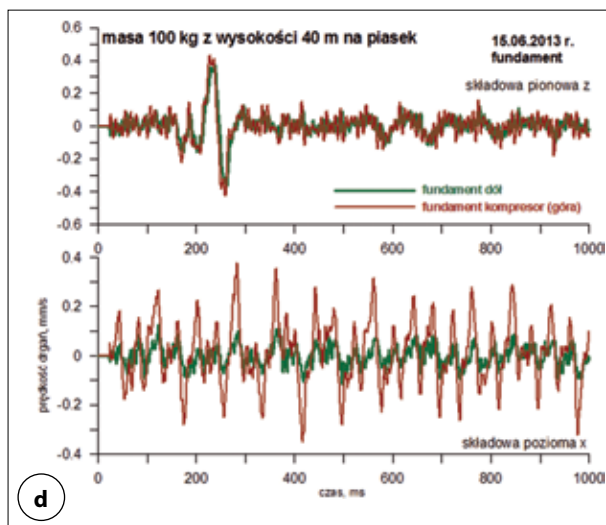 masa 100 kg z wysokości 40 m na piasek
15.06.2013 r.
fundament
składowa pionowa z
0.6
0.4
0.2
0
-0.2
-0.4
-0.6
fundament dół
fundament kompresor (góra)
0
200
400
600
800
1000
0.4
0.2
0
-0.2
-0.4
prędkość drgań, mm/s
składowa pozioma x
0
200
400
600
800
1000
czas, ms
d